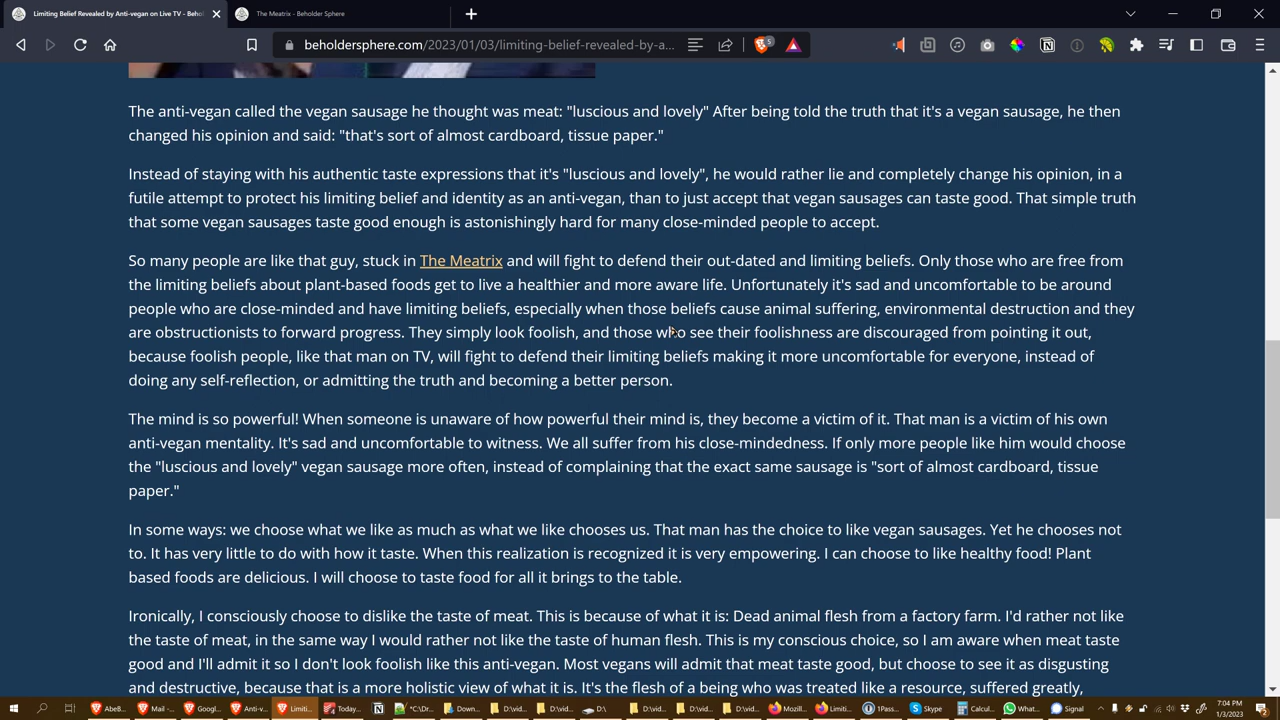 Limiting Belief Revealed by Anti-vegan on Live TV - Beho
The Meatrix - Beholder Sphere
beholdersphere.com/2023/01/03/limiting-belief-revealed-by-a...
5
The anti-vegan called the vegan sausage he thought was meat: "luscious and lovely" After being told the truth that it's a vegan sausage, he then
changed his opinion and said: "that's sort of almost cardboard, tissue paper."
Instead of staying with his authentic taste expressions that it's "luscious and lovely", he would rather lie and completely change his opinion, in a
futile attempt to protect his limiting belief and identity as an anti-vegan, than to just accept that vegan sausages can taste good. That simple truth
that some vegan sausages taste good enough is astonishingly hard for many close-minded people to accept.
So many people are like that guy, stuck in The Meatrix and will fight to defend their out-dated and limiting beliefs. Only those who are free from
the limiting beliefs about plant-based foods get to live a healthier and more aware life. Unfortunately it's sad and uncomfortable to be around
people who are close-minded and have limiting beliefs, especially when those beliefs cause animal suffering, environmental destruction and they
are obstructionists to forward progress. They simply look foolish, and those who see their foolishness are discouraged from pointing it out,
because foolish people, like that man on TV, will fight to defend their limiting beliefs making it more uncomfortable for everyone, instead of
doing any self-reflection, or admitting the truth and becoming a better person.
The mind is so powerful! When someone is unaware of how powerful their mind is, they become a victim of it. That man is a victim of his own
anti-vegan mentality. It's sad and uncomfortable to witness. We all suffer from his close-mindedness. If only more people like him would choose
the "luscious and lovely" vegan sausage more often, instead of complaining that the exact same sausage is "sort of almost cardboard, tissue
paper."
In some ways: we choose what we like as much as what we like chooses us. That man has the choice to like vegan sausages. Yet he chooses not
to. It has very little to do with how it taste. When this realization is recognized it is very empowering. I can choose to like healthy food! Plant
based foods are delicious. I will choose to taste food for all it brings to the table.
Ironically, I consciously choose to dislike the taste of meat. This is because of what it is: Dead animal flesh from a factory farm. I'd rather not like
the taste of meat, in the same way I would rather not like the taste of human flesh. This is my conscious choice, so I am aware when meat taste
good and I'll admit it so I don't look foolish like this anti-vegan. Most vegans will admit that meat taste good, but choose to see it as disgusting
and destructive, because that is a more holistic view of what it is. It's the flesh of a being who was treated like a resource, suffered greatly,
AbeB... Mail -... Googl... Anti-v... Limiti... Today... *C:\Dr... Down... D:\vid... D:\vid... D:\ D:\vid... D:\vid... D:\vid... Mozill... Limiti... 1Pass... Skype Calcul... What... Signal
7:04 PM
1/3/2023